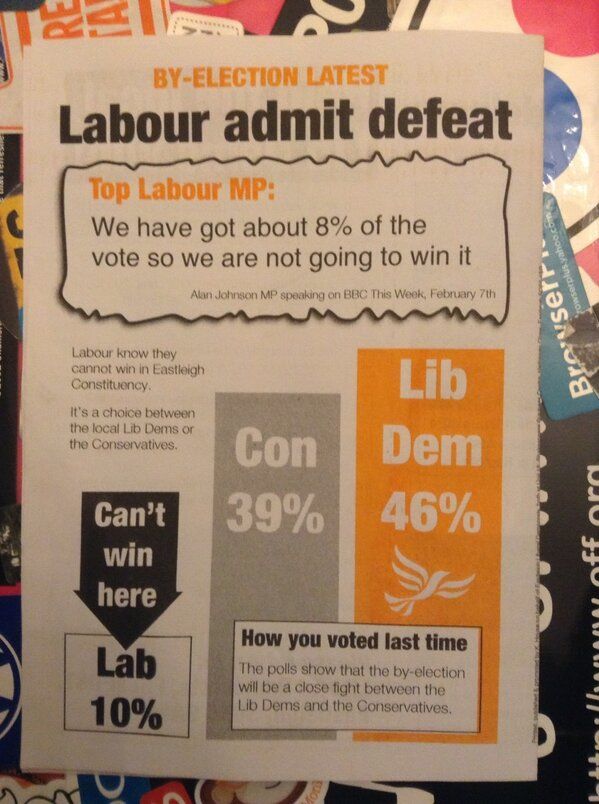 BY-ELECTION LATEST
Labour admit defeat
Top Labour MP:
We have got about 8% of the
vote so we are not going to win it
Alan Johnson MP speaking on BBC This Week, February 7th
Labour know they
cannot win in Eastleigh
Constituency.
It's a choice between
the local Lib Dems or
the Conservatives.
Can't
win
here
Lab
10%
Con
39%
Lib
Dem
46%
How you voted last time
The polls show that the by-election
will be a close fight between the
Lib Dems and the Conservatives.
browserplus.yahoo.com
http://www.off.org